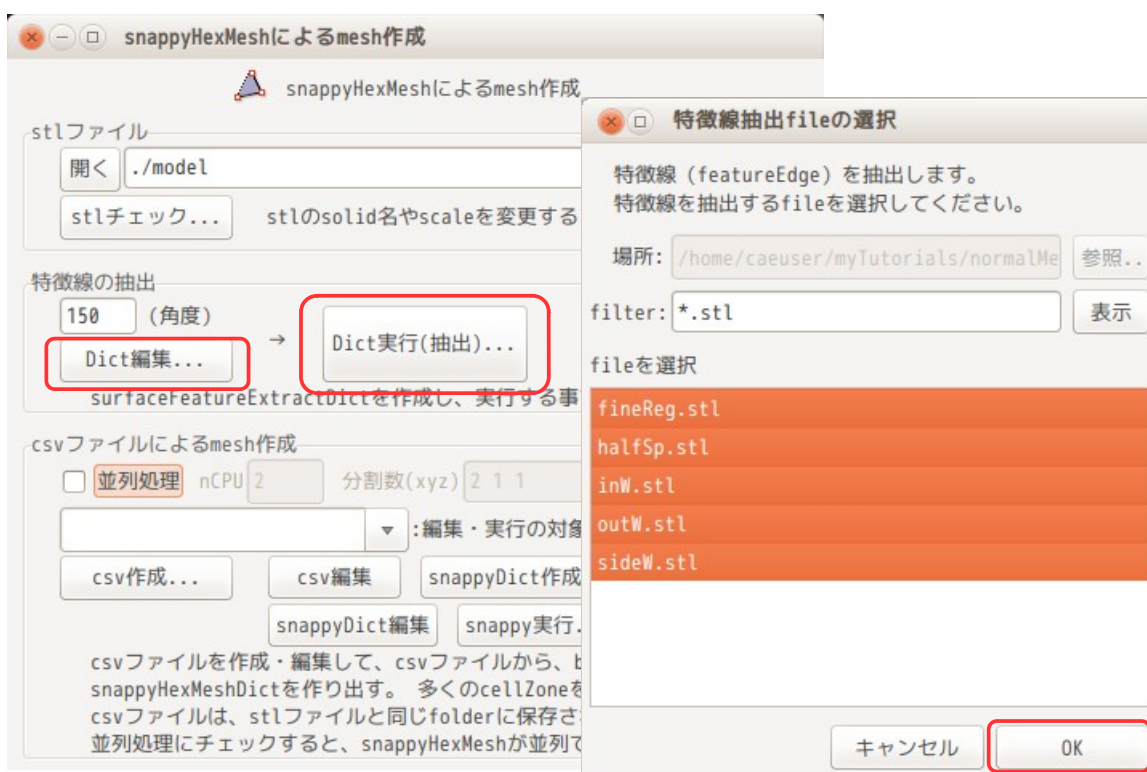 snappyHexMeshによるmesh作成
snappyHexMeshによるmesh作成
stlファイル
開く ./model
stlチェック... stlのsolid名やscaleを変更する
特徴線の抽出
150 (角度)
→
Dict編集...
Dict実行(抽出)...
surfaceFeatureExtractDictを作成し、実行する事
csvファイルによるmesh作成
並列処理 nCPU 2 分割数(xyz) 2 1 1
:編集・実行の対象
csv作成... csv編集 snappyDict作成
snappyDict編集 snappy実行.
csvファイルを作成・編集して、csvファイルから、b
snappyHexMeshDictを作り出す。 多くのcellZoneを
csvファイルは、stlファイルと同じfolderに保存さ
並列処理にチェックすると、snappyHexMeshが並列で
特徴線抽出fileの選択
特徴線（featureEdge）を抽出します。
特徴線を抽出するfileを選択してください。
場所: /home/caeuser/myTutorials/normalMe 参照..
filter: *.stl 表示
fileを選択
fineReg.stl
halfSp.stl
inW.stl
outW.stl
sideW.stl
キャンセル OK